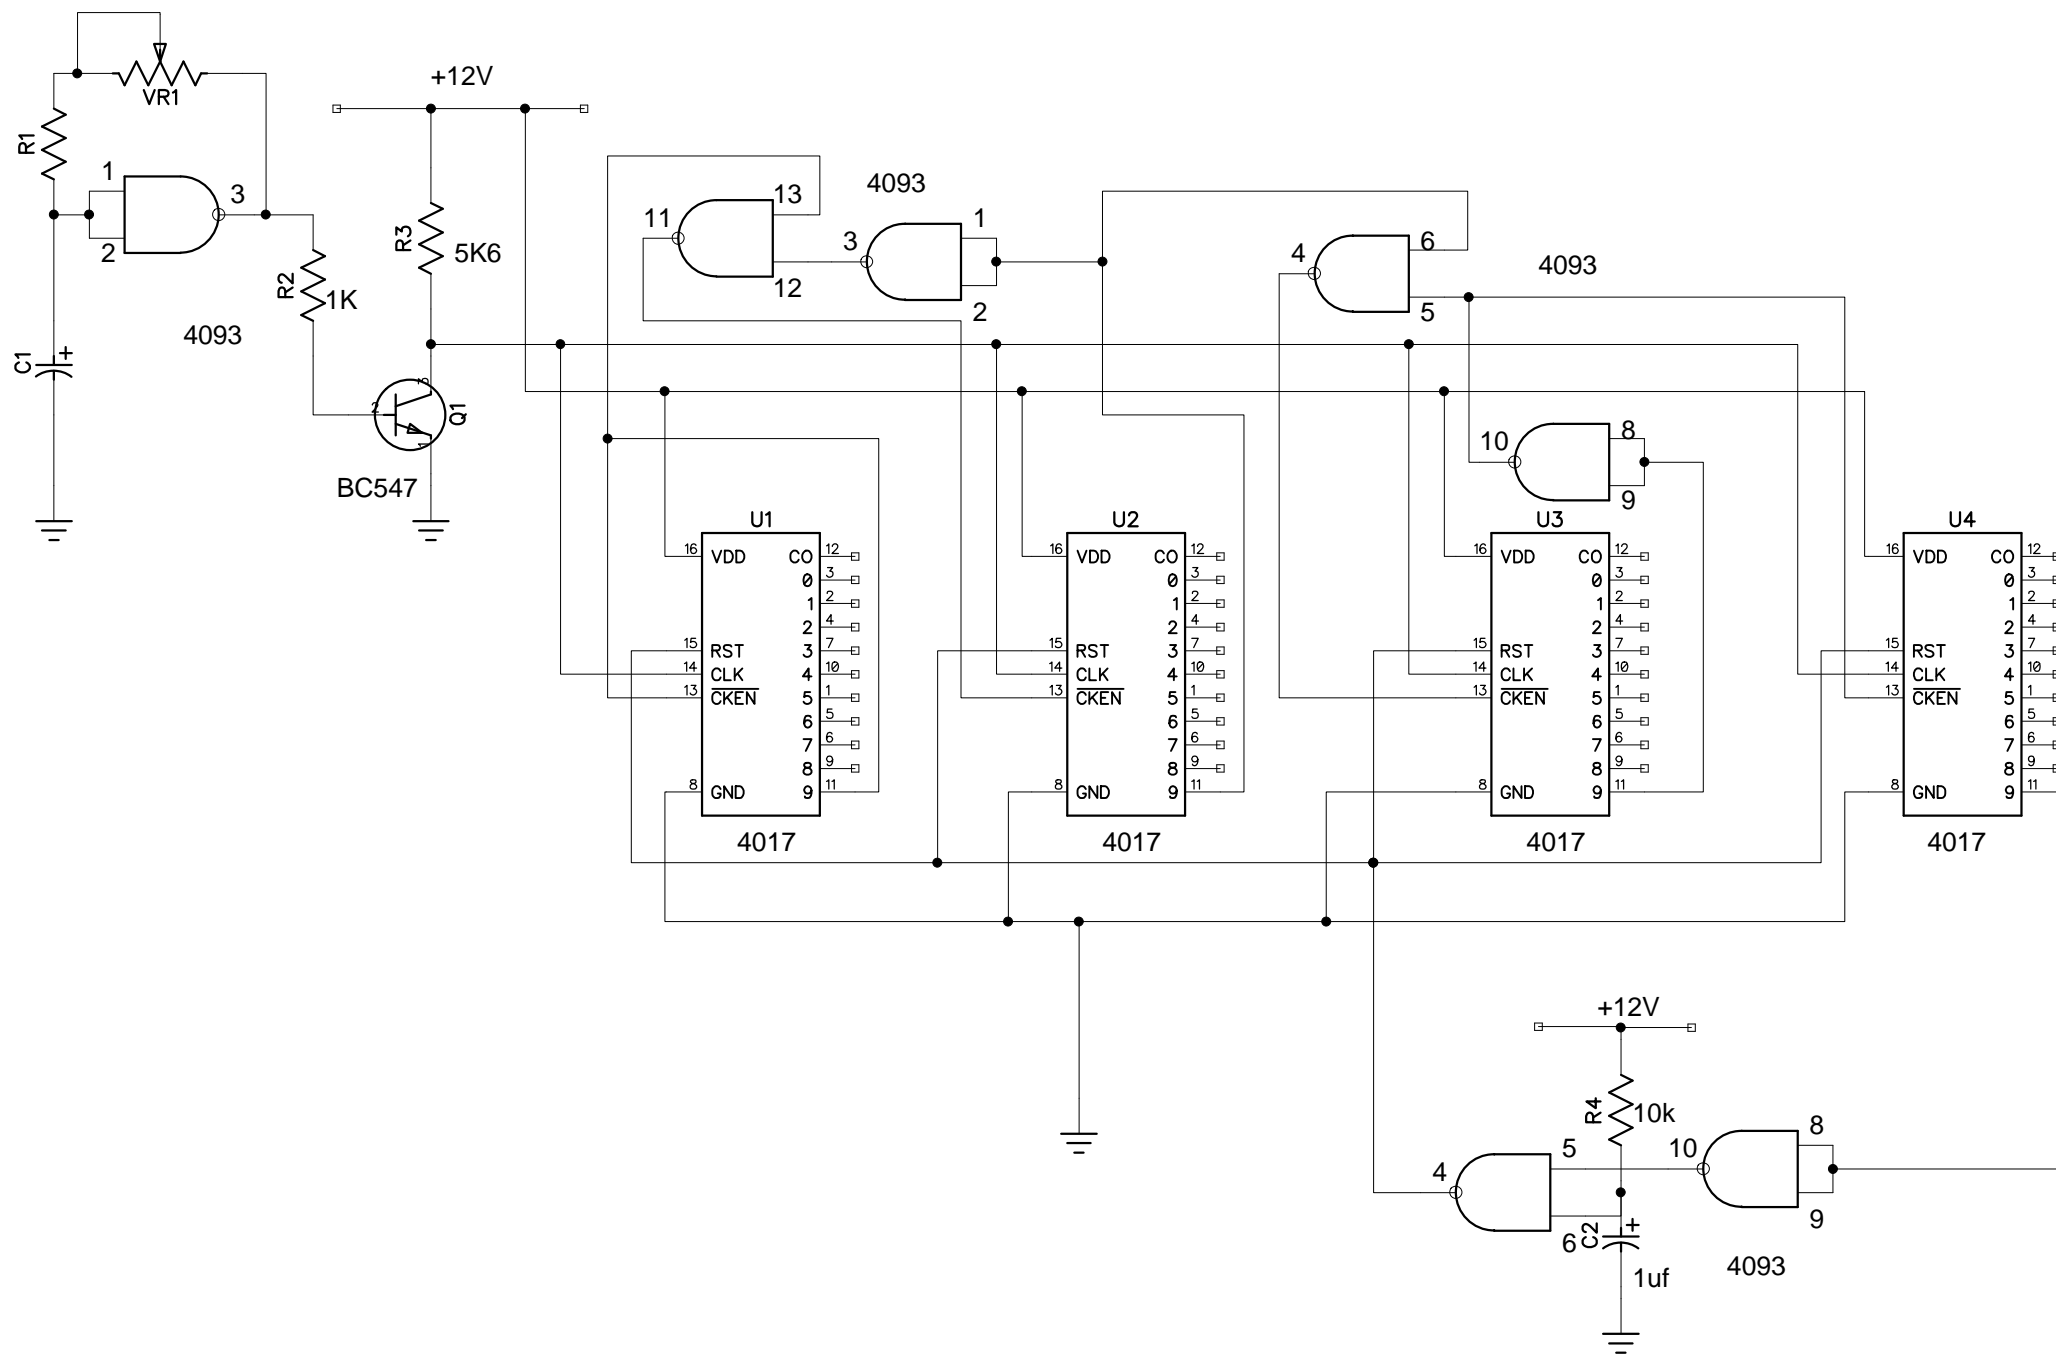 VR1
R1
1
2
3
R2
1K
4093
C1
+12V
R3
5K6
3
2
1
Q1
BC547
11
13
12
4093
3
1
2
4
6
5
4093
10
8
9
U1
16 VDD CO 12
0 3
1 2
2 4
15 RST 3 7
14 CLK 4 10
13 CKEN 5 1
6 5
7 6
8 9
8 GND 9 11
4017
U2
16 VDD CO 12
0 3
1 2
2 4
15 RST 3 7
14 CLK 4 10
13 CKEN 5 1
6 5
7 6
8 9
8 GND 9 11
4017
U3
16 VDD CO 12
0 3
1 2
2 4
15 RST 3 7
14 CLK 4 10
13 CKEN 5 1
6 5
7 6
8 9
8 GND 9 11
4017
U4
16 VDD CO 12
0 3
1 2
2 4
15 RST 3 7
14 CLK 4 10
13 CKEN 5 1
6 5
7 6
8 9
8 GND 9 11
4017
+12V
R4
10k
4
5
6
10
8
9
C2
+
1uf
4093